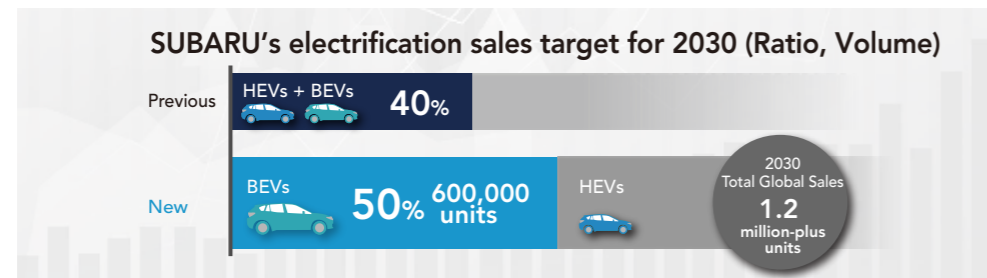 SUBARU’s electrification sales target for 2030 (Ratio, Volume)
Previous
HEVs + BEVs
40%
New
BEVs
50%
600,000
units
HEVs
2030
Total Global Sales
1.2
million-plus
units